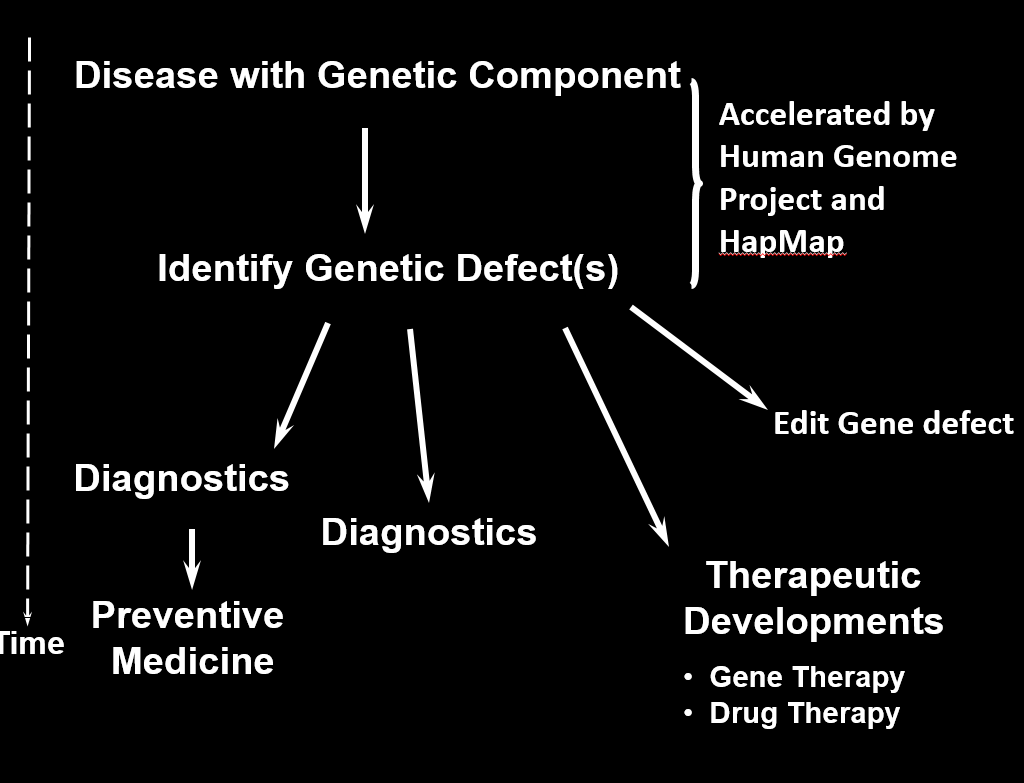 Disease with Genetic Component
Accelerated by
Human Genome
Project and
HapMap
Identify Genetic Defect(s)
Edit Gene defect
Diagnostics
Diagnostics
Therapeutic
Developments
• Gene Therapy
• Drug Therapy
Preventive
Medicine
Time